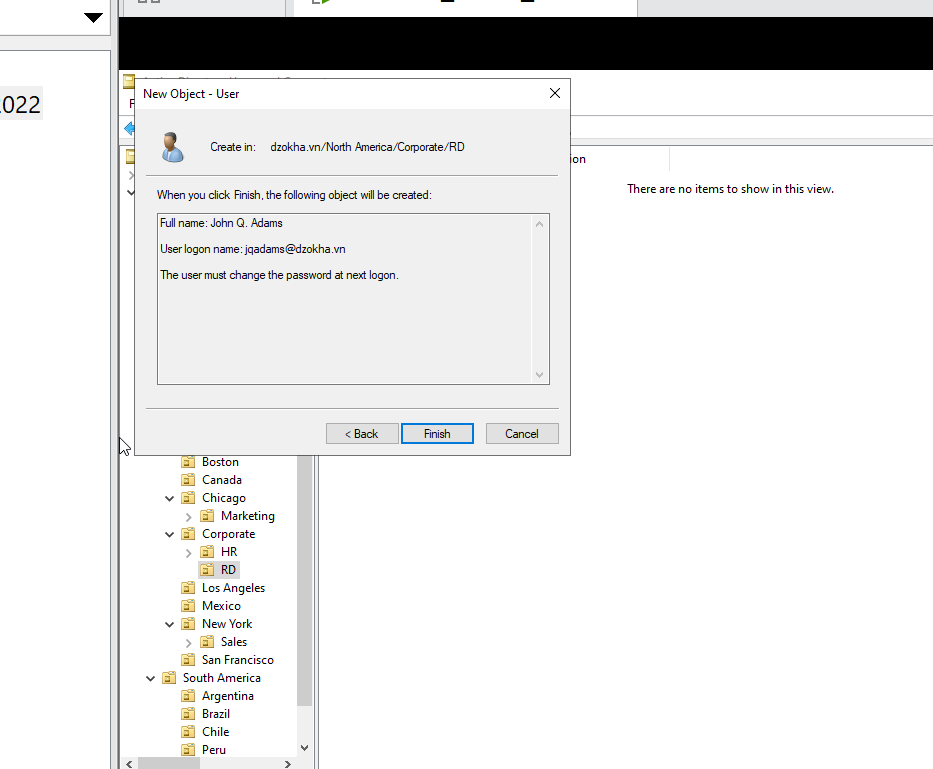 2022
New Object - User
Create in: dzokha.vn/North America/Corporate/RD
When you click Finish, the following object will be created:
Full name: John Q. Adams
User logon name: jqadams@dzokha.vn
The user must change the password at next logon.
< Back
Finish
Cancel
There are no items to show in this view.
Boston
Canada
Chicago
Marketing
Corporate
HR
RD
Los Angeles
Mexico
New York
Sales
San Francisco
South America
Argentina
Brazil
Chile
Peru